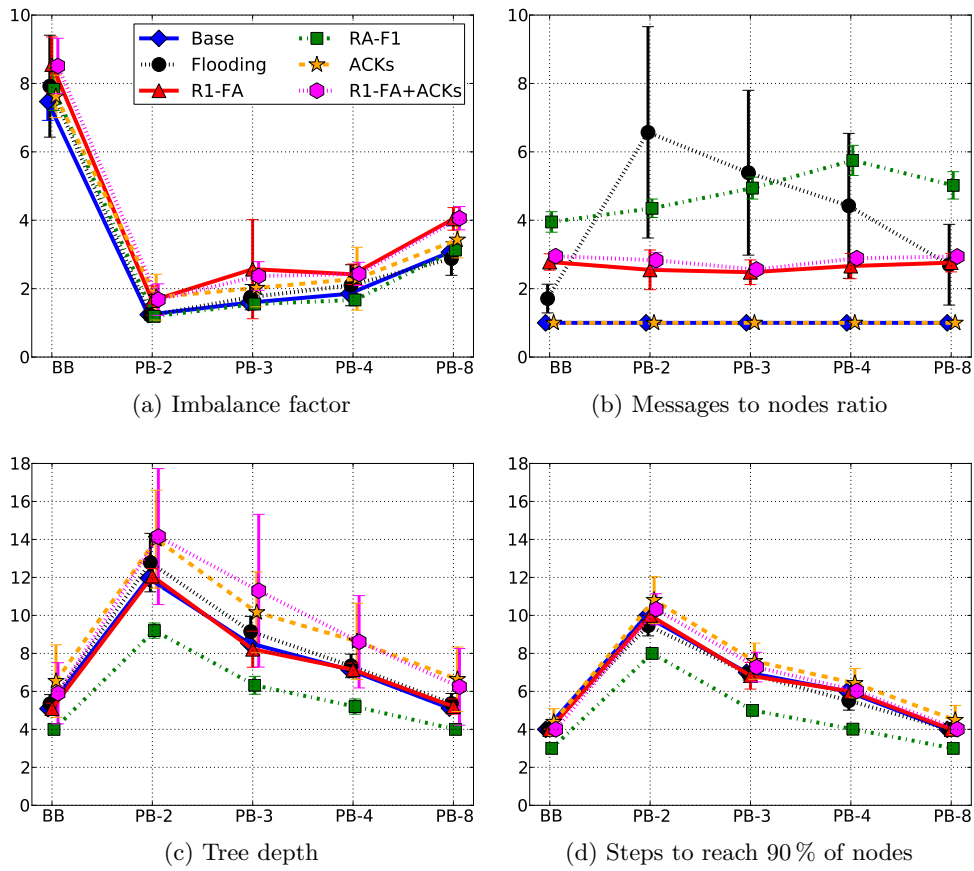 10
8
6
4
2
0
Base
Flooding
R1-FA
RA-F1
ACKs
R1-FA+ACKs
BB PB-2 PB-3 PB-4 PB-8
(a) Imbalance factor
10
8
6
4
2
0
BB PB-2 PB-3 PB-4 PB-8
(b) Messages to nodes ratio
18
16
14
12
10
8
6
4
2
0
BB PB-2 PB-3 PB-4 PB-8
(c) Tree depth
18
16
14
12
10
8
6
4
2
0
BB PB-2 PB-3 PB-4 PB-8
(d) Steps to reach 90 % of nodes